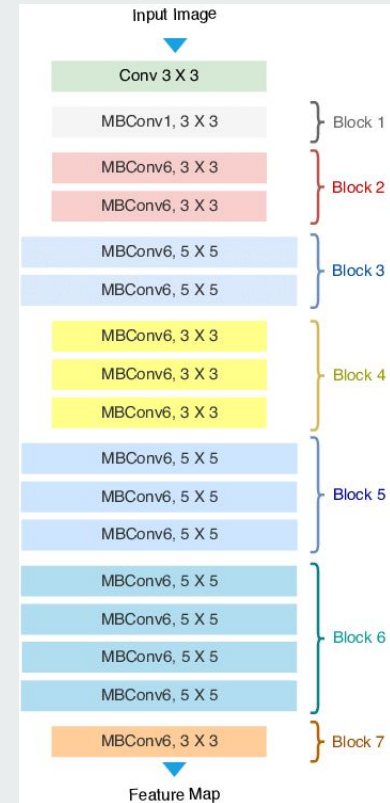 Input Image
Conv 3 X 3
MBConv1, 3 X 3 Block 1
MBConv6, 3 X 3
MBConv6, 3 X 3
Block 2
MBConv6, 5 X 5
MBConv6, 5 X 5
Block 3
MBConv6, 3 X 3
MBConv6, 3 X 3
MBConv6, 3 X 3
Block 4
MBConv6, 5 X 5
MBConv6, 5 X 5
MBConv6, 5 X 5
Block 5
MBConv6, 5 X 5
MBConv6, 5 X 5
MBConv6, 5 X 5
MBConv6, 5 X 5
Block 6
MBConv6, 3 X 3 Block 7
Feature Map